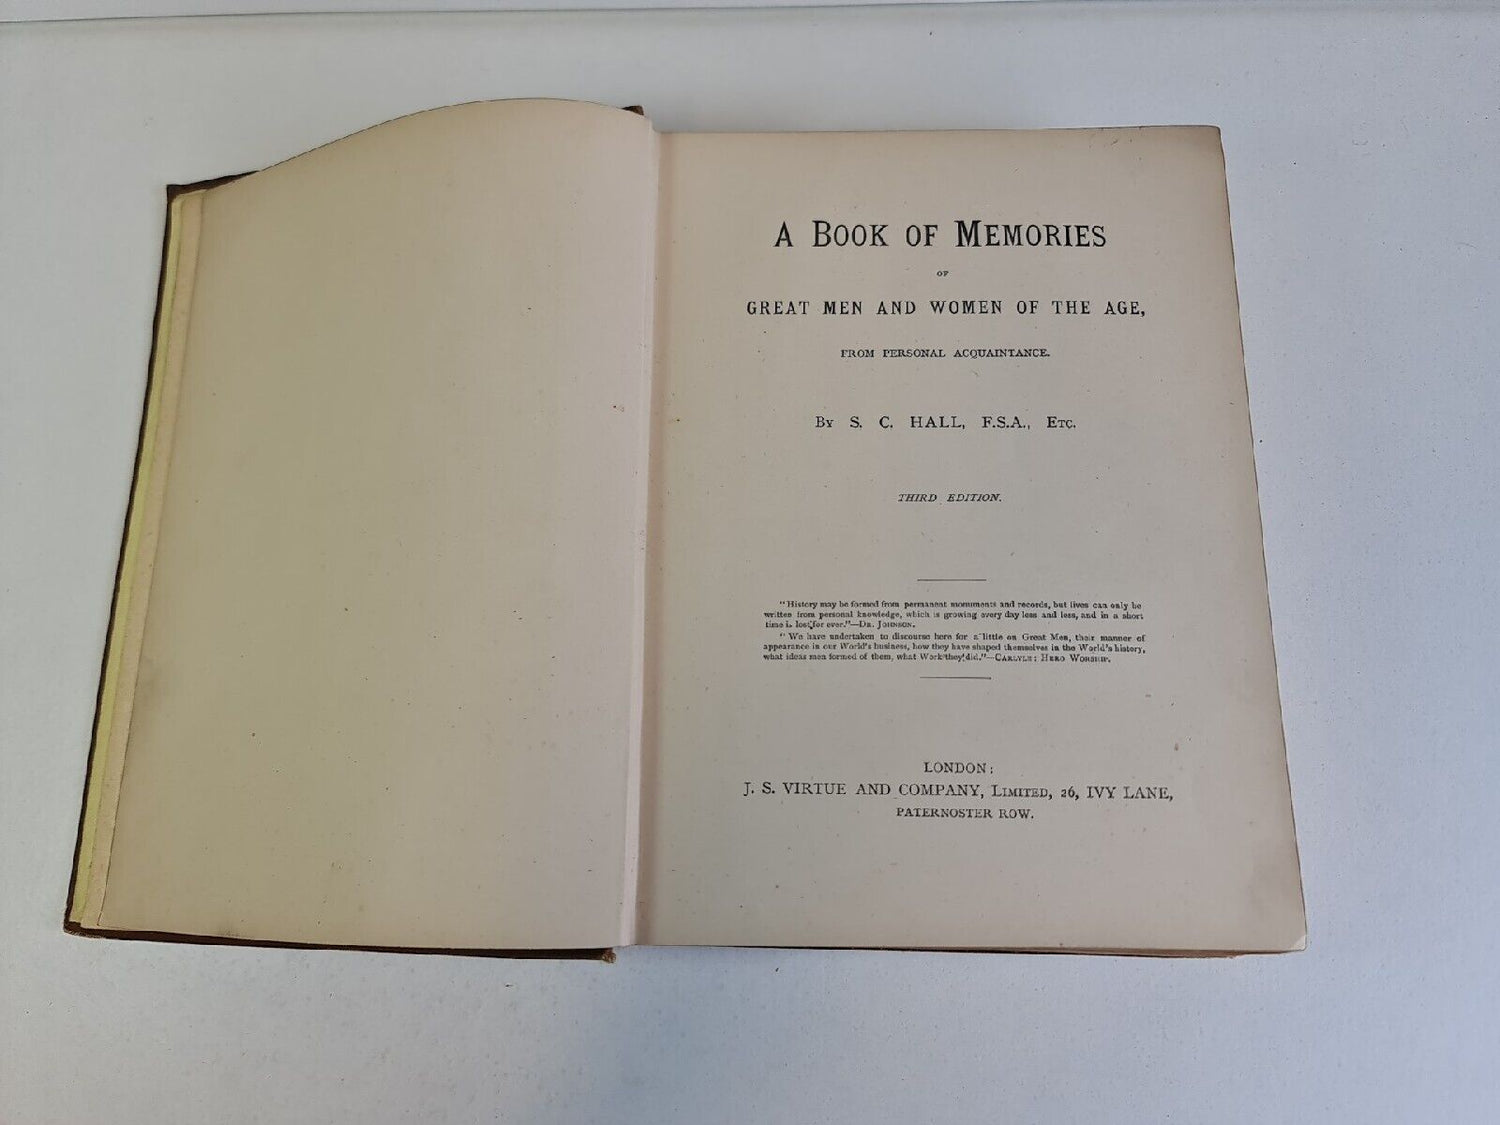 A BOOK OF MEMORIES
OF
GREAT MEN AND WOMEN OF THE AGE,
FROM PERSONAL ACQUAINTANCE.
BY S. C. HALL, F.S.A., ETC.
THIRD EDITION.
"History may be formed from permanent monuments and records, but lives can only be
written from personal knowledge, which is growing every day less and less, and in a short
time is lost for ever."—DR. JOHNSON.
"We have undertaken to discourse here for a little on Great Men, their manner of
appearance in our World's business, how they have shaped themselves in the World's history,
what ideas men formed of them, what Work they did."—CARLYLE: HERO WORSHIP.
LONDON:
J. S. VIRTUE AND COMPANY, LIMITED, 26, IVY LANE,
PATERNOSTER ROW.